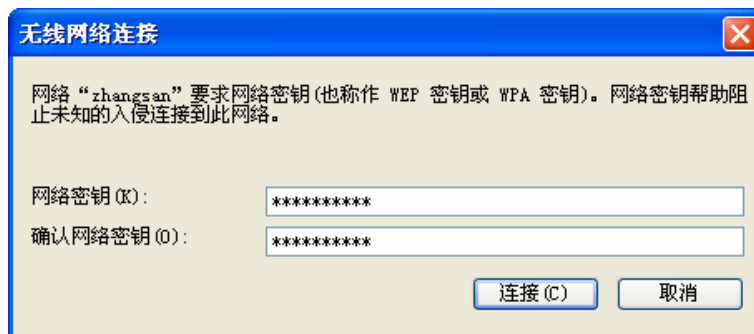 无线网络连接
网络“zhangsan”要求网络密钥(也称作 WEP 密钥或 WPA 密钥)。网络密钥帮助阻
止未知的入侵连接到此网络。
网络密钥(K): **********
确认网络密钥(O): **********
连接(C) 取消